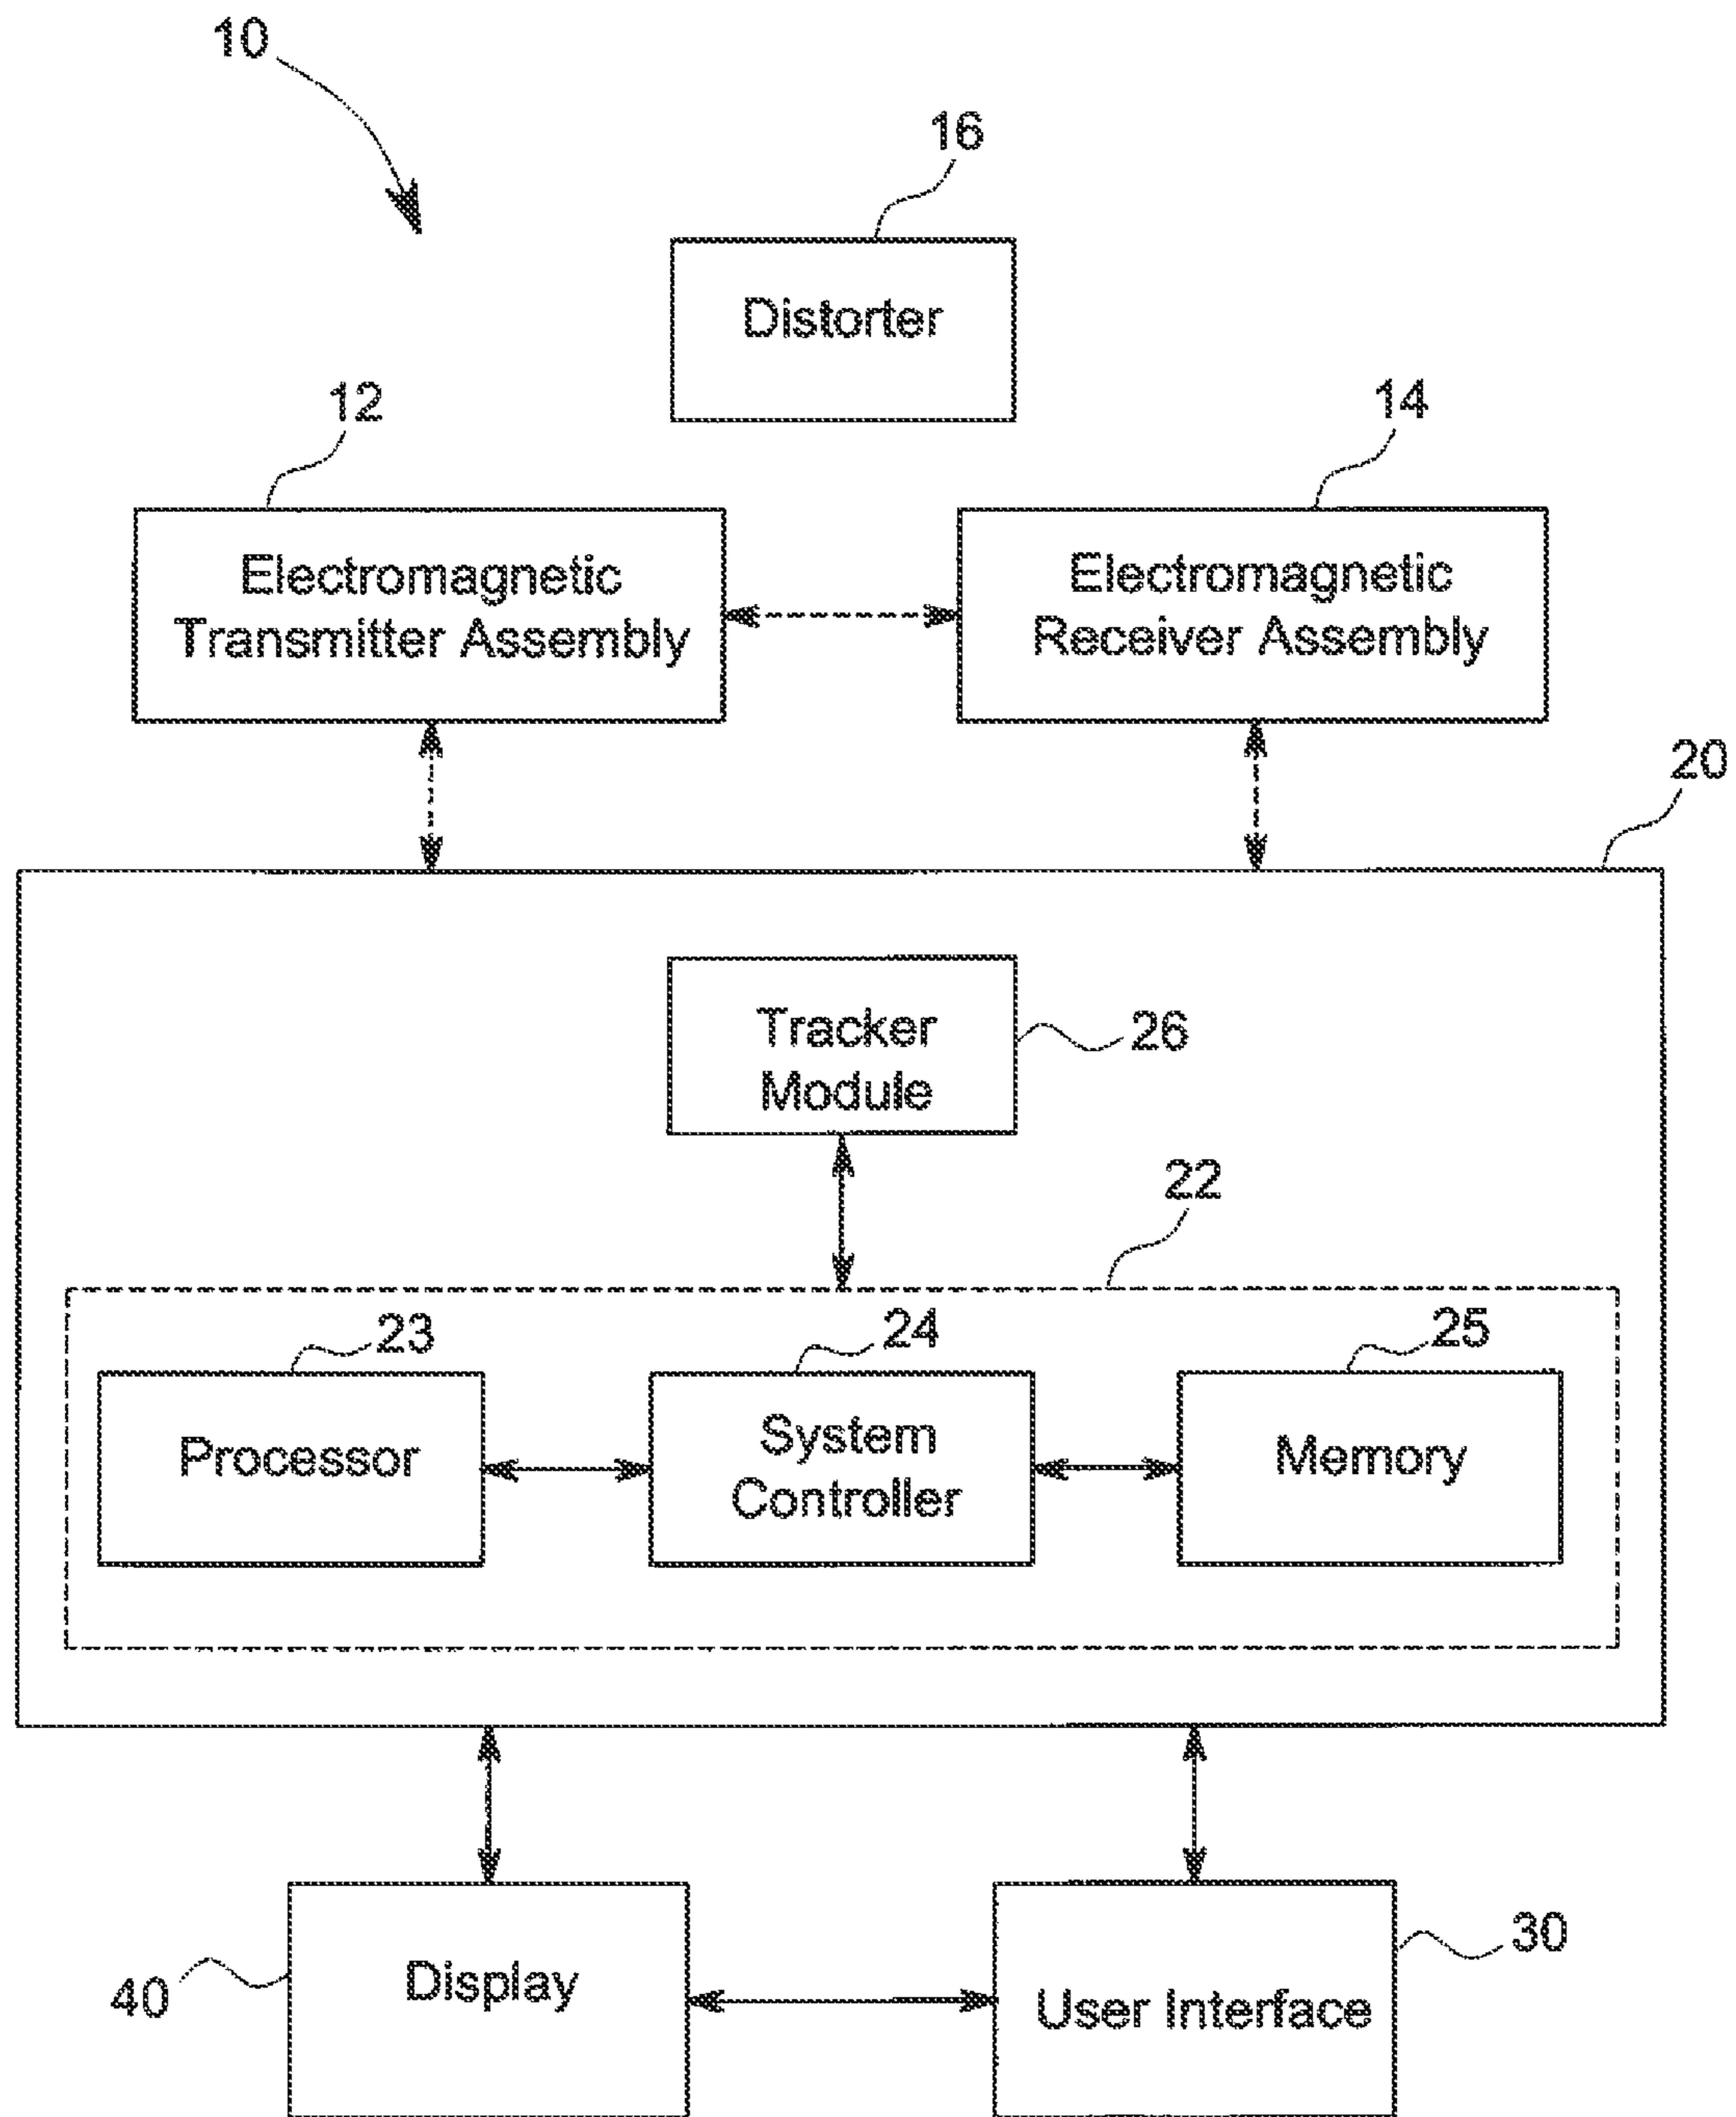 10
16
Distorter
12
14
Electromagnetic
Transmitter Assembly
Electromagnetic
Receiver Assembly
20
Tracker
Module
26
22
23
24
25
Processor
System
Controller
Memory
40
Display
30
User Interface